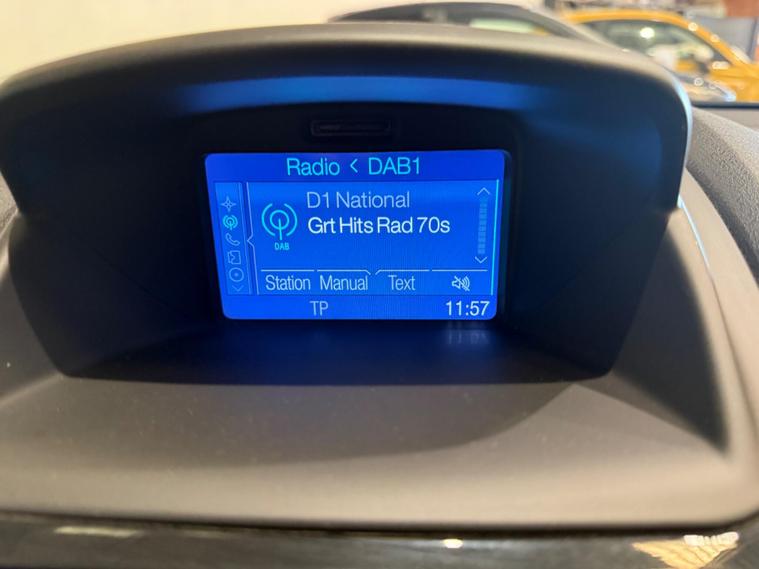 Radio < DAB1
D1 National
Grt Hits Rad 70s
DAB
Station Manual Text
TP 11:57